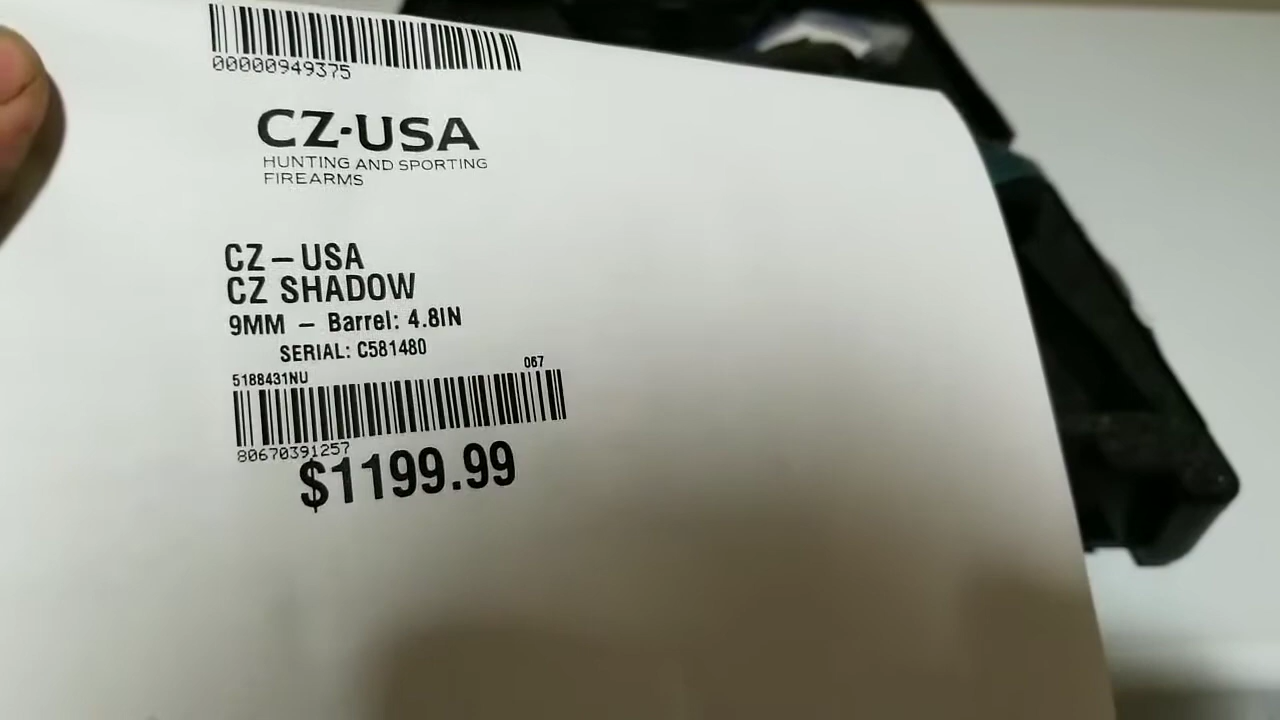 00000949375
CZ-USA
HUNTING AND SPORTING
FIREARMS
CZ – USA
CZ SHADOW
9MM – Barrel: 4.8IN
SERIAL: C581480
5188431NU 067
80670391257
$1199.99